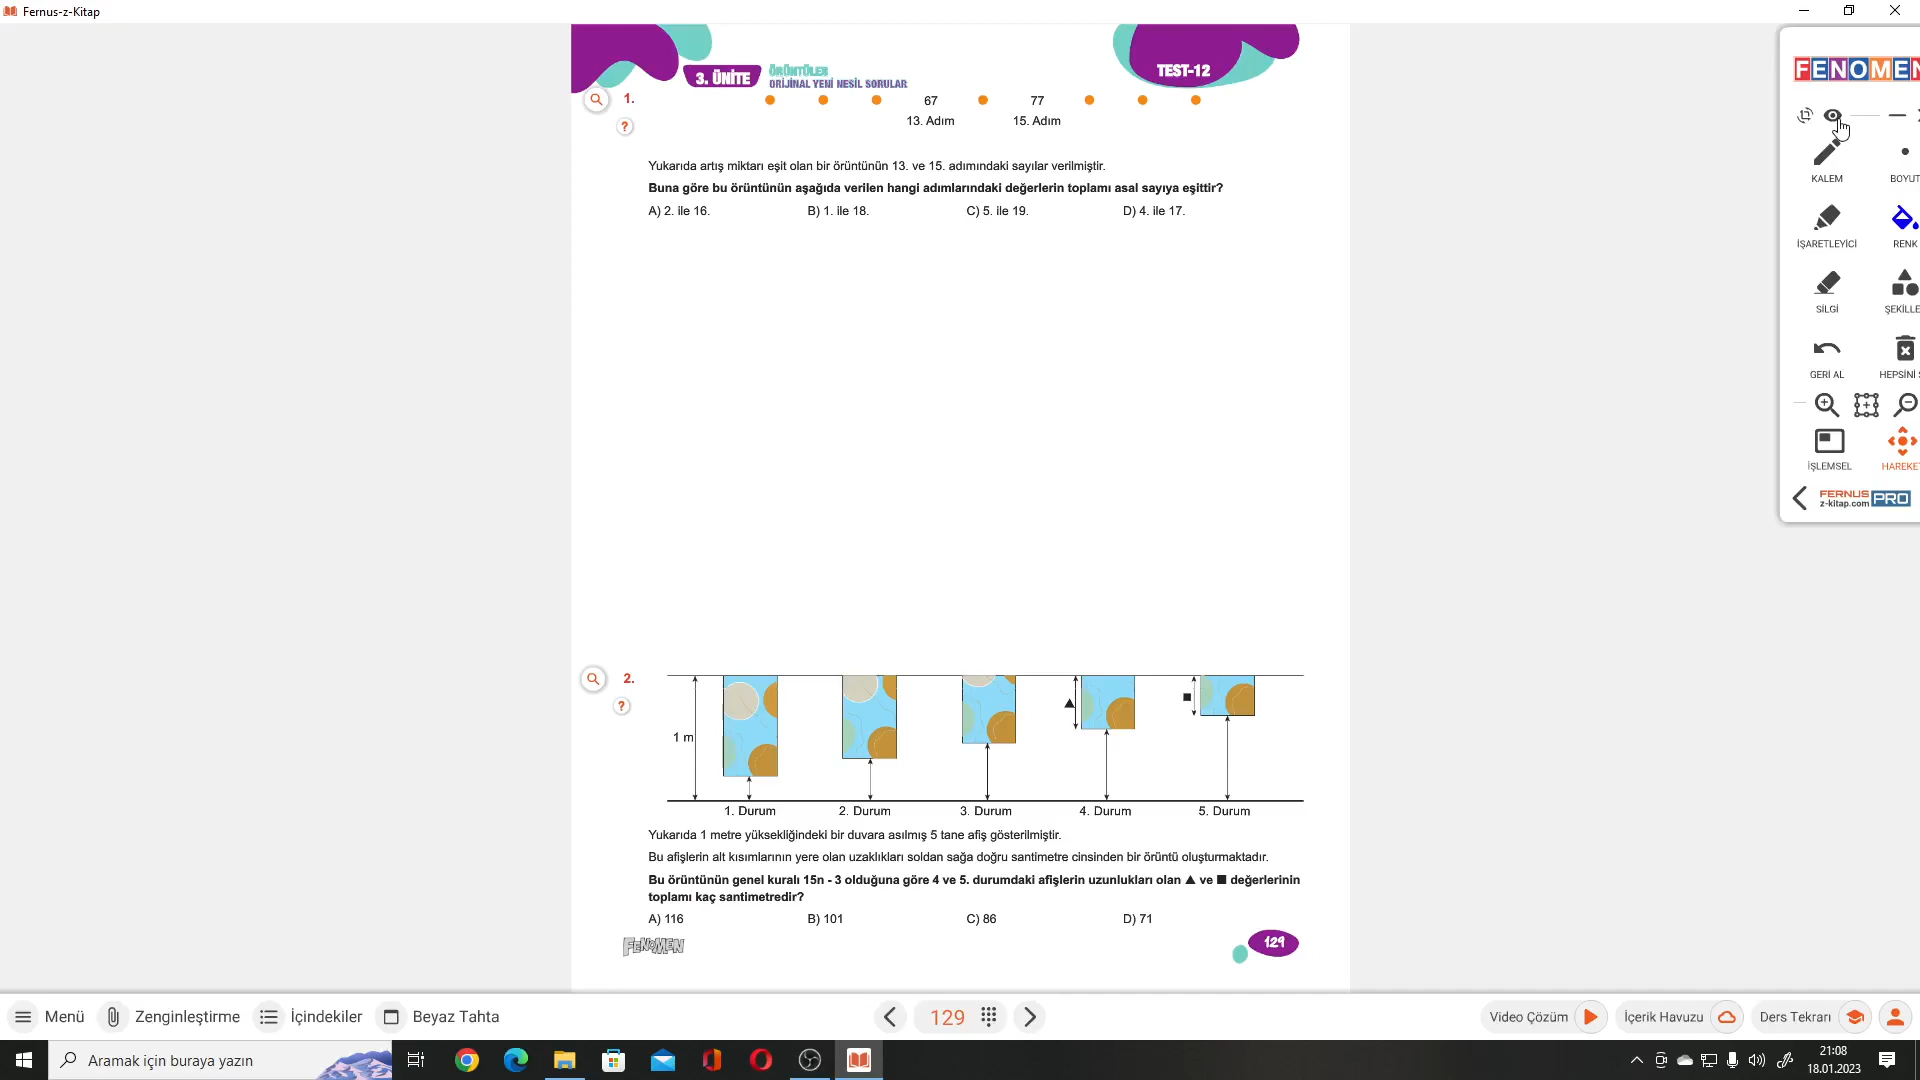 Fernus-z-Kitap
3. ÜNİTE
ÖRÜNTÜLER
ORİJİNAL YENİ NESİL SORULAR
TEST-12
1.
67
77
13. Adım
15. Adım
?
Yukarıda artış miktarı eşit olan bir örüntünün 13. ve 15. adımındaki sayılar verilmiştir.
Buna göre bu örüntünün aşağıda verilen hangi adımlarındaki değerlerin toplamı asal sayıya eşittir?
A) 2. ile 16.
B) 1. ile 18.
C) 5. ile 19.
D) 4. ile 17.
2.
?
1 m
1. Durum
2. Durum
3. Durum
4. Durum
5. Durum
Yukarıda 1 metre yüksekliğindeki bir duvara asılmış 5 tane afiş gösterilmiştir.
Bu afişlerin alt kısımlarının yere olan uzaklıkları soldan sağa doğru santimetre cinsinden bir örüntü oluşturmaktadır.
Bu örüntünün genel kuralı 15n - 3 olduğuna göre 4 ve 5. durumdaki afişlerin uzunlukları olan ▲ ve ■ değerlerinin
toplamı kaç santimetredir?
A) 116
B) 101
C) 86
D) 71
FENOMEN
129
FENOMEN
KALEM
BOYUT
İŞARETLEYİCİ
RENK
SİLGİ
ŞEKİLLE
GERİ AL
HEPSİNİ S
İŞLEMSEL
HAREKET
FERNUS
z-kitap.com
PRO
Menü
Zenginleştirme
İçindekiler
Beyaz Tahta
129
Video Çözüm
İçerik Havuzu
Ders Tekrarı
Aramak için buraya yazın
21:08
18.01.2023